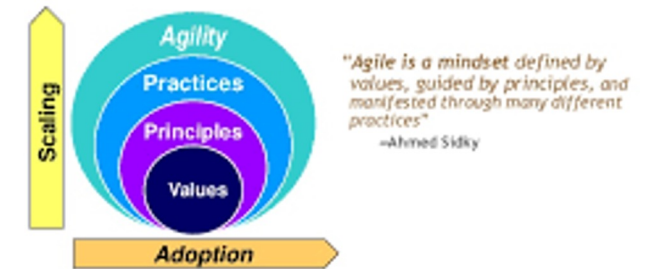 Scaling
Agility
Practices
Principles
Values
Adoption
"Agile is a mindset defined by
values, guided by principles, and
manifested through many different
practices"
–Ahmed Sidky